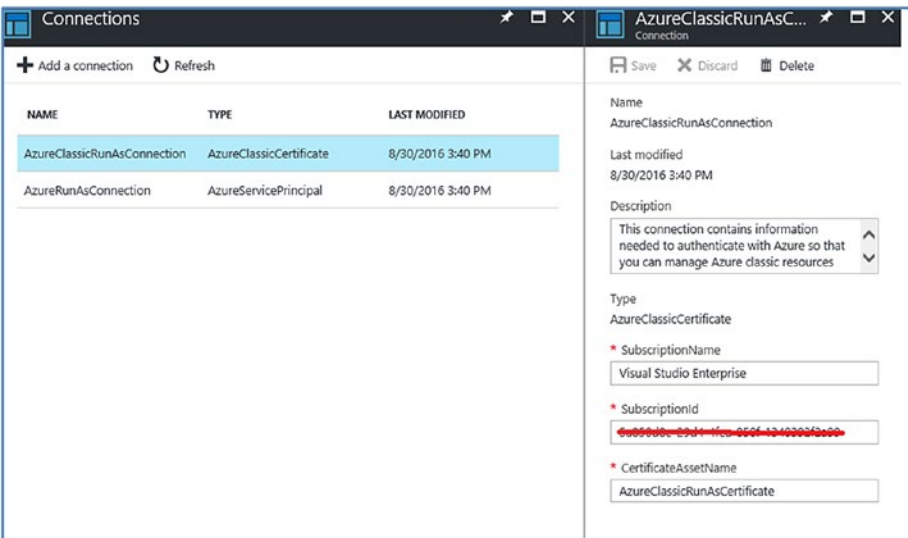 Connections
Add a connection Refresh
NAME TYPE LAST MODIFIED
AzureClassicRunAsConnection AzureClassicCertificate 8/30/2016 3:40 PM
AzureRunAsConnection AzureServicePrincipal 8/30/2016 3:40 PM
AzureClassicRunAsC...
Connection
Save Discard Delete
Name
AzureClassicRunAsConnection
Last modified
8/30/2016 3:40 PM
Description
This connection contains information
needed to authenticate with Azure so that
you can manage Azure classic resources
Type
AzureClassicCertificate
* SubscriptionName
Visual Studio Enterprise
* SubscriptionId
* CertificateAssetName
AzureClassicRunAsCertificate